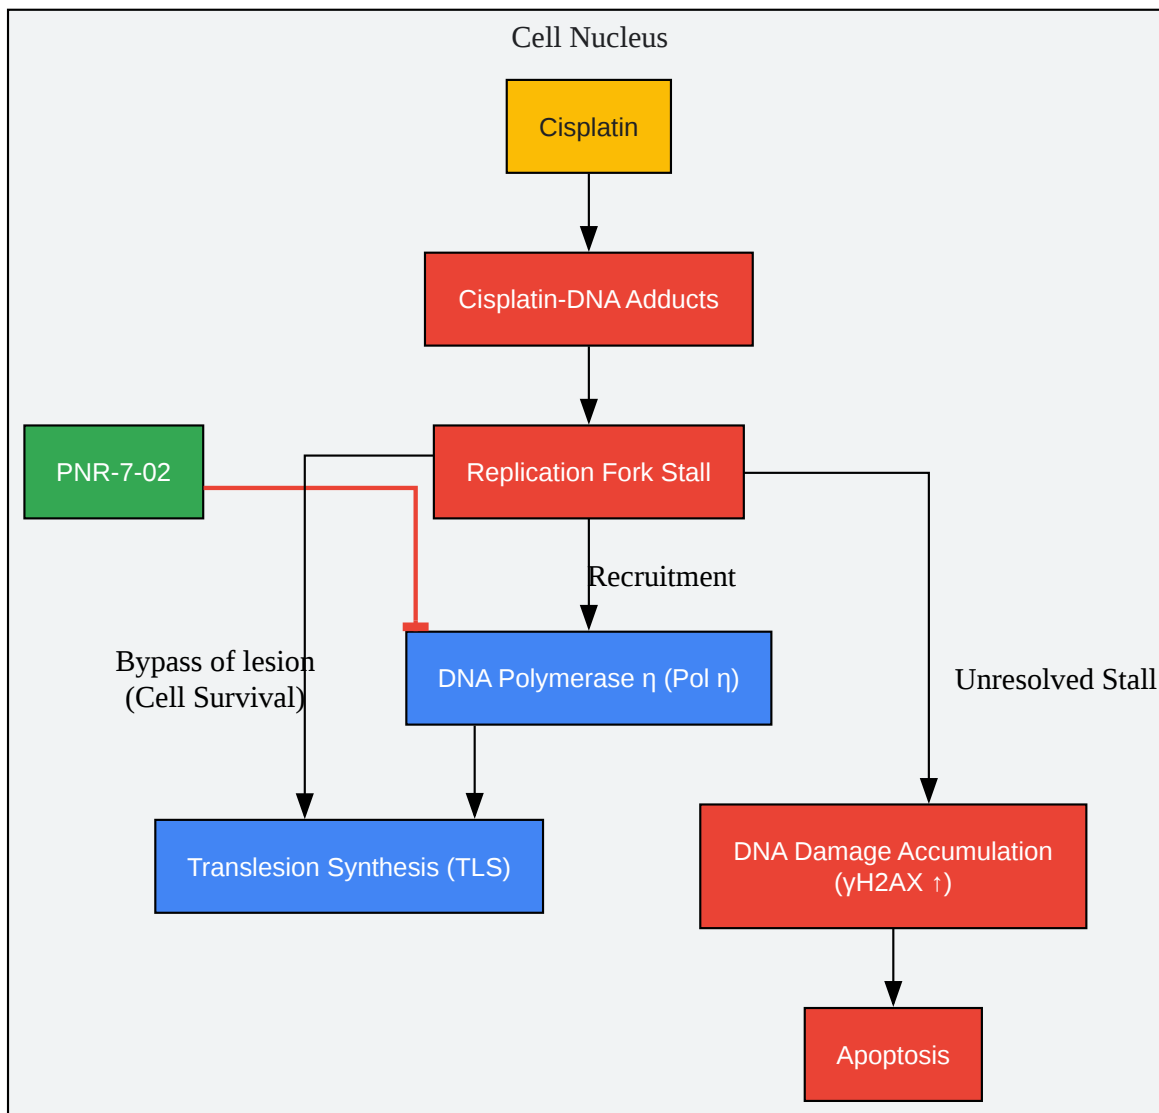 Cell Nucleus
Cisplatin
Cisplatin-DNA Adducts
PNR-7-02
Replication Fork Stall
Recruitment
Bypass of lesion
(Cell Survival)
DNA Polymerase η (Pol η)
Unresolved Stall
Translesion Synthesis (TLS)
DNA Damage Accumulation
(γH2AX ↑)
Apoptosis